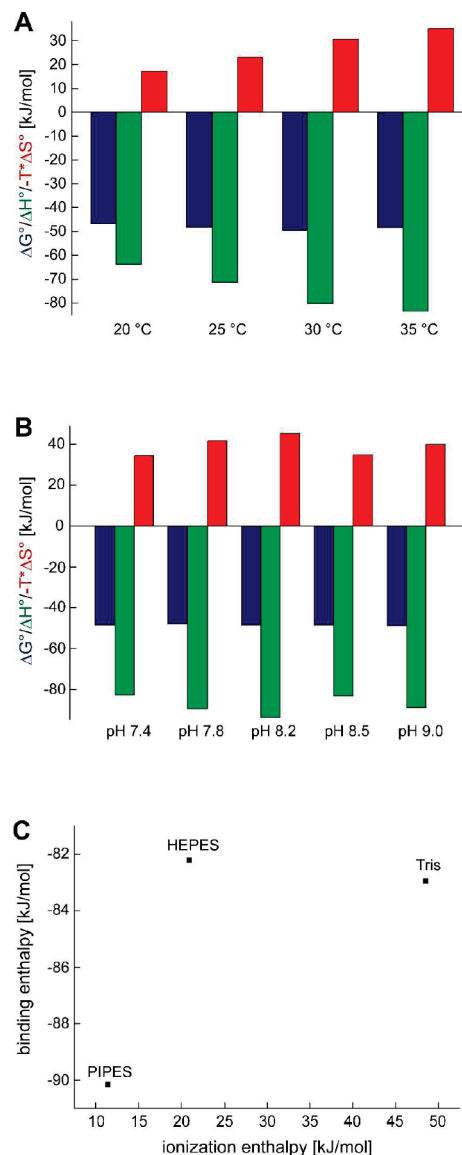 A
30
20
10
0
-10
-20
-30
-40
-50
-60
-70
-80
ΔG°/ΔH°/-T*ΔS° [kJ/mol]
20 °C 25 °C 30 °C 35 °C
B
40
20
0
-20
-40
-60
-80
ΔG°/ΔH°/-T*ΔS° [kJ/mol]
pH 7.4 pH 7.8 pH 8.2 pH 8.5 pH 9.0
C
-82
-84
-86
-88
-90
binding enthalpy [kJ/mol]
HEPES
Tris
PIPES
10 15 20 25 30 35 40 45 50
ionization enthalpy [kJ/mol]